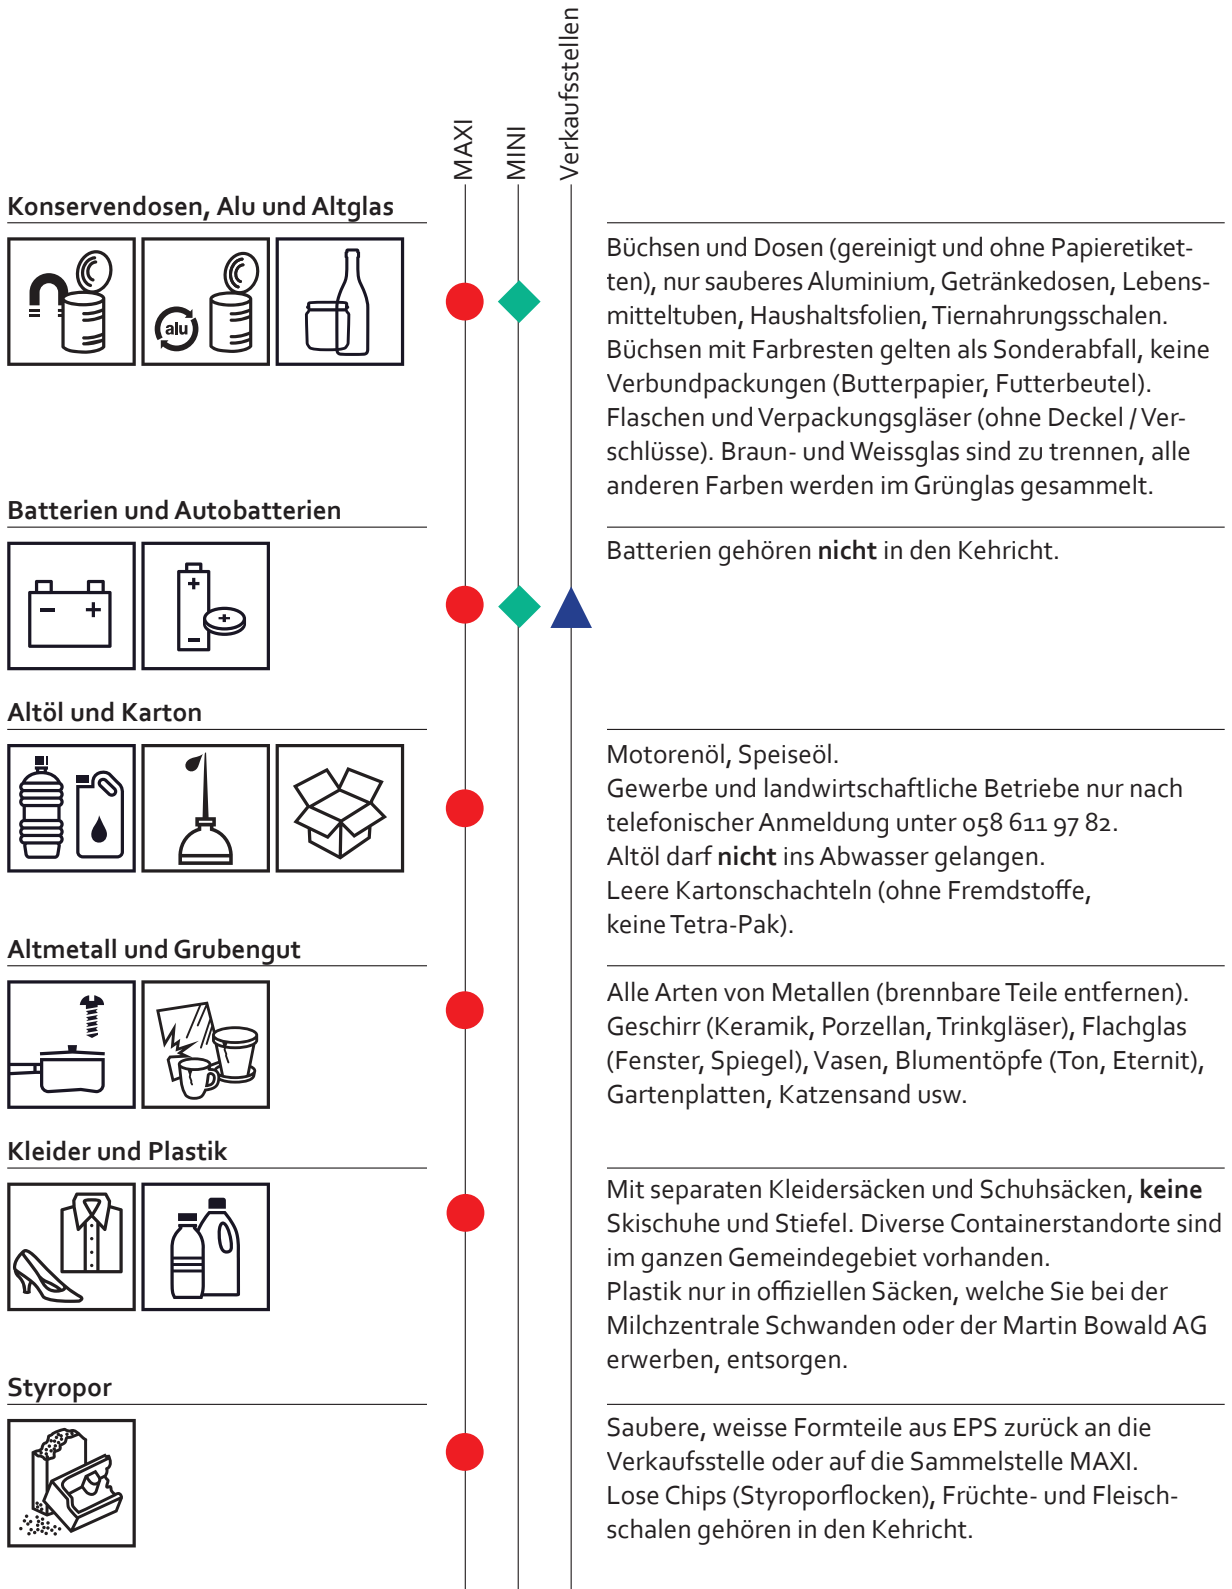 Verkaufsstellen
MAXI
MINI
Konservendosen, Alu und Altglas
alu
Büchsen und Dosen (gereinigt und ohne Papieretiket-
ten), nur sauberes Aluminium, Getränkedosen, Lebens-
mitteltuben, Haushaltsfolien, Tiernahrungsschalen.
Büchsen mit Farbresten gelten als Sonderabfall, keine
Verbundpackungen (Butterpapier, Futterbeutel).
Flaschen und Verpackungsgläser (ohne Deckel / Ver-
schlüsse). Braun- und Weissglas sind zu trennen, alle
anderen Farben werden im Grünglas gesammelt.
Batterien und Autobatterien
Batterien gehören nicht in den Kehricht.
Altöl und Karton
Motorenöl, Speiseöl.
Gewerbe und landwirtschaftliche Betriebe nur nach
telefonischer Anmeldung unter 058 611 97 82.
Altöl darf nicht ins Abwasser gelangen.
Leere Kartonschachteln (ohne Fremdstoffe,
keine Tetra-Pak).
Altmetall und Grubengut
Alle Arten von Metallen (brennbare Teile entfernen).
Geschirr (Keramik, Porzellan, Trinkgläser), Flachglas
(Fenster, Spiegel), Vasen, Blumentöpfe (Ton, Eternit),
Gartenplatten, Katzensand usw.
Kleider und Plastik
Mit separaten Kleidersäcken und Schuhsäcken, keine
Skischuhe und Stiefel. Diverse Containerstandorte sind
im ganzen Gemeindegebiet vorhanden.
Plastik nur in offiziellen Säcken, welche Sie bei der
Milchzentrale Schwanden oder der Martin Bowald AG
erwerben, entsorgen.
Styropor
Saubere, weisse Formteile aus EPS zurück an die
Verkaufsstelle oder auf die Sammelstelle MAXI.
Lose Chips (Styroporflocken), Früchte- und Fleisch-
schalen gehören in den Kehricht.